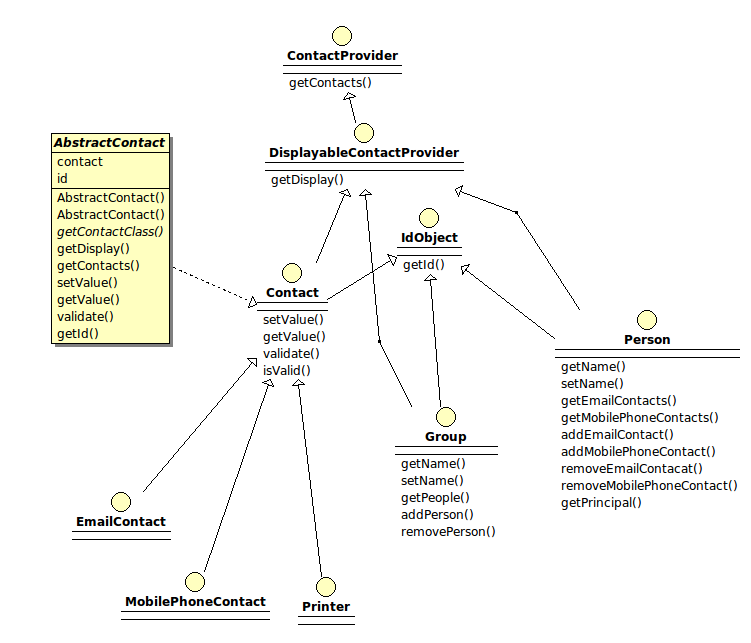 ContactProvider
getContacts()
DisplayableContactProvider
getDisplay()
AbstractContact
contact
id
AbstractContact()
AbstractContact()
getContactClass()
getDisplay()
getContacts()
setValue()
getValue()
validate()
getId()
IdObject
getId()
Contact
setValue()
getValue()
validate()
isValid()
Person
getName()
setName()
getEmailContacts()
getMobilePhoneContacts()
addEmailContact()
addMobilePhoneContact()
removeEmailContacat()
removeMobilePhoneContact()
getPrincipal()
Group
getName()
setName()
getPeople()
addPerson()
removePerson()
EmailContact
MobilePhoneContact
Printer